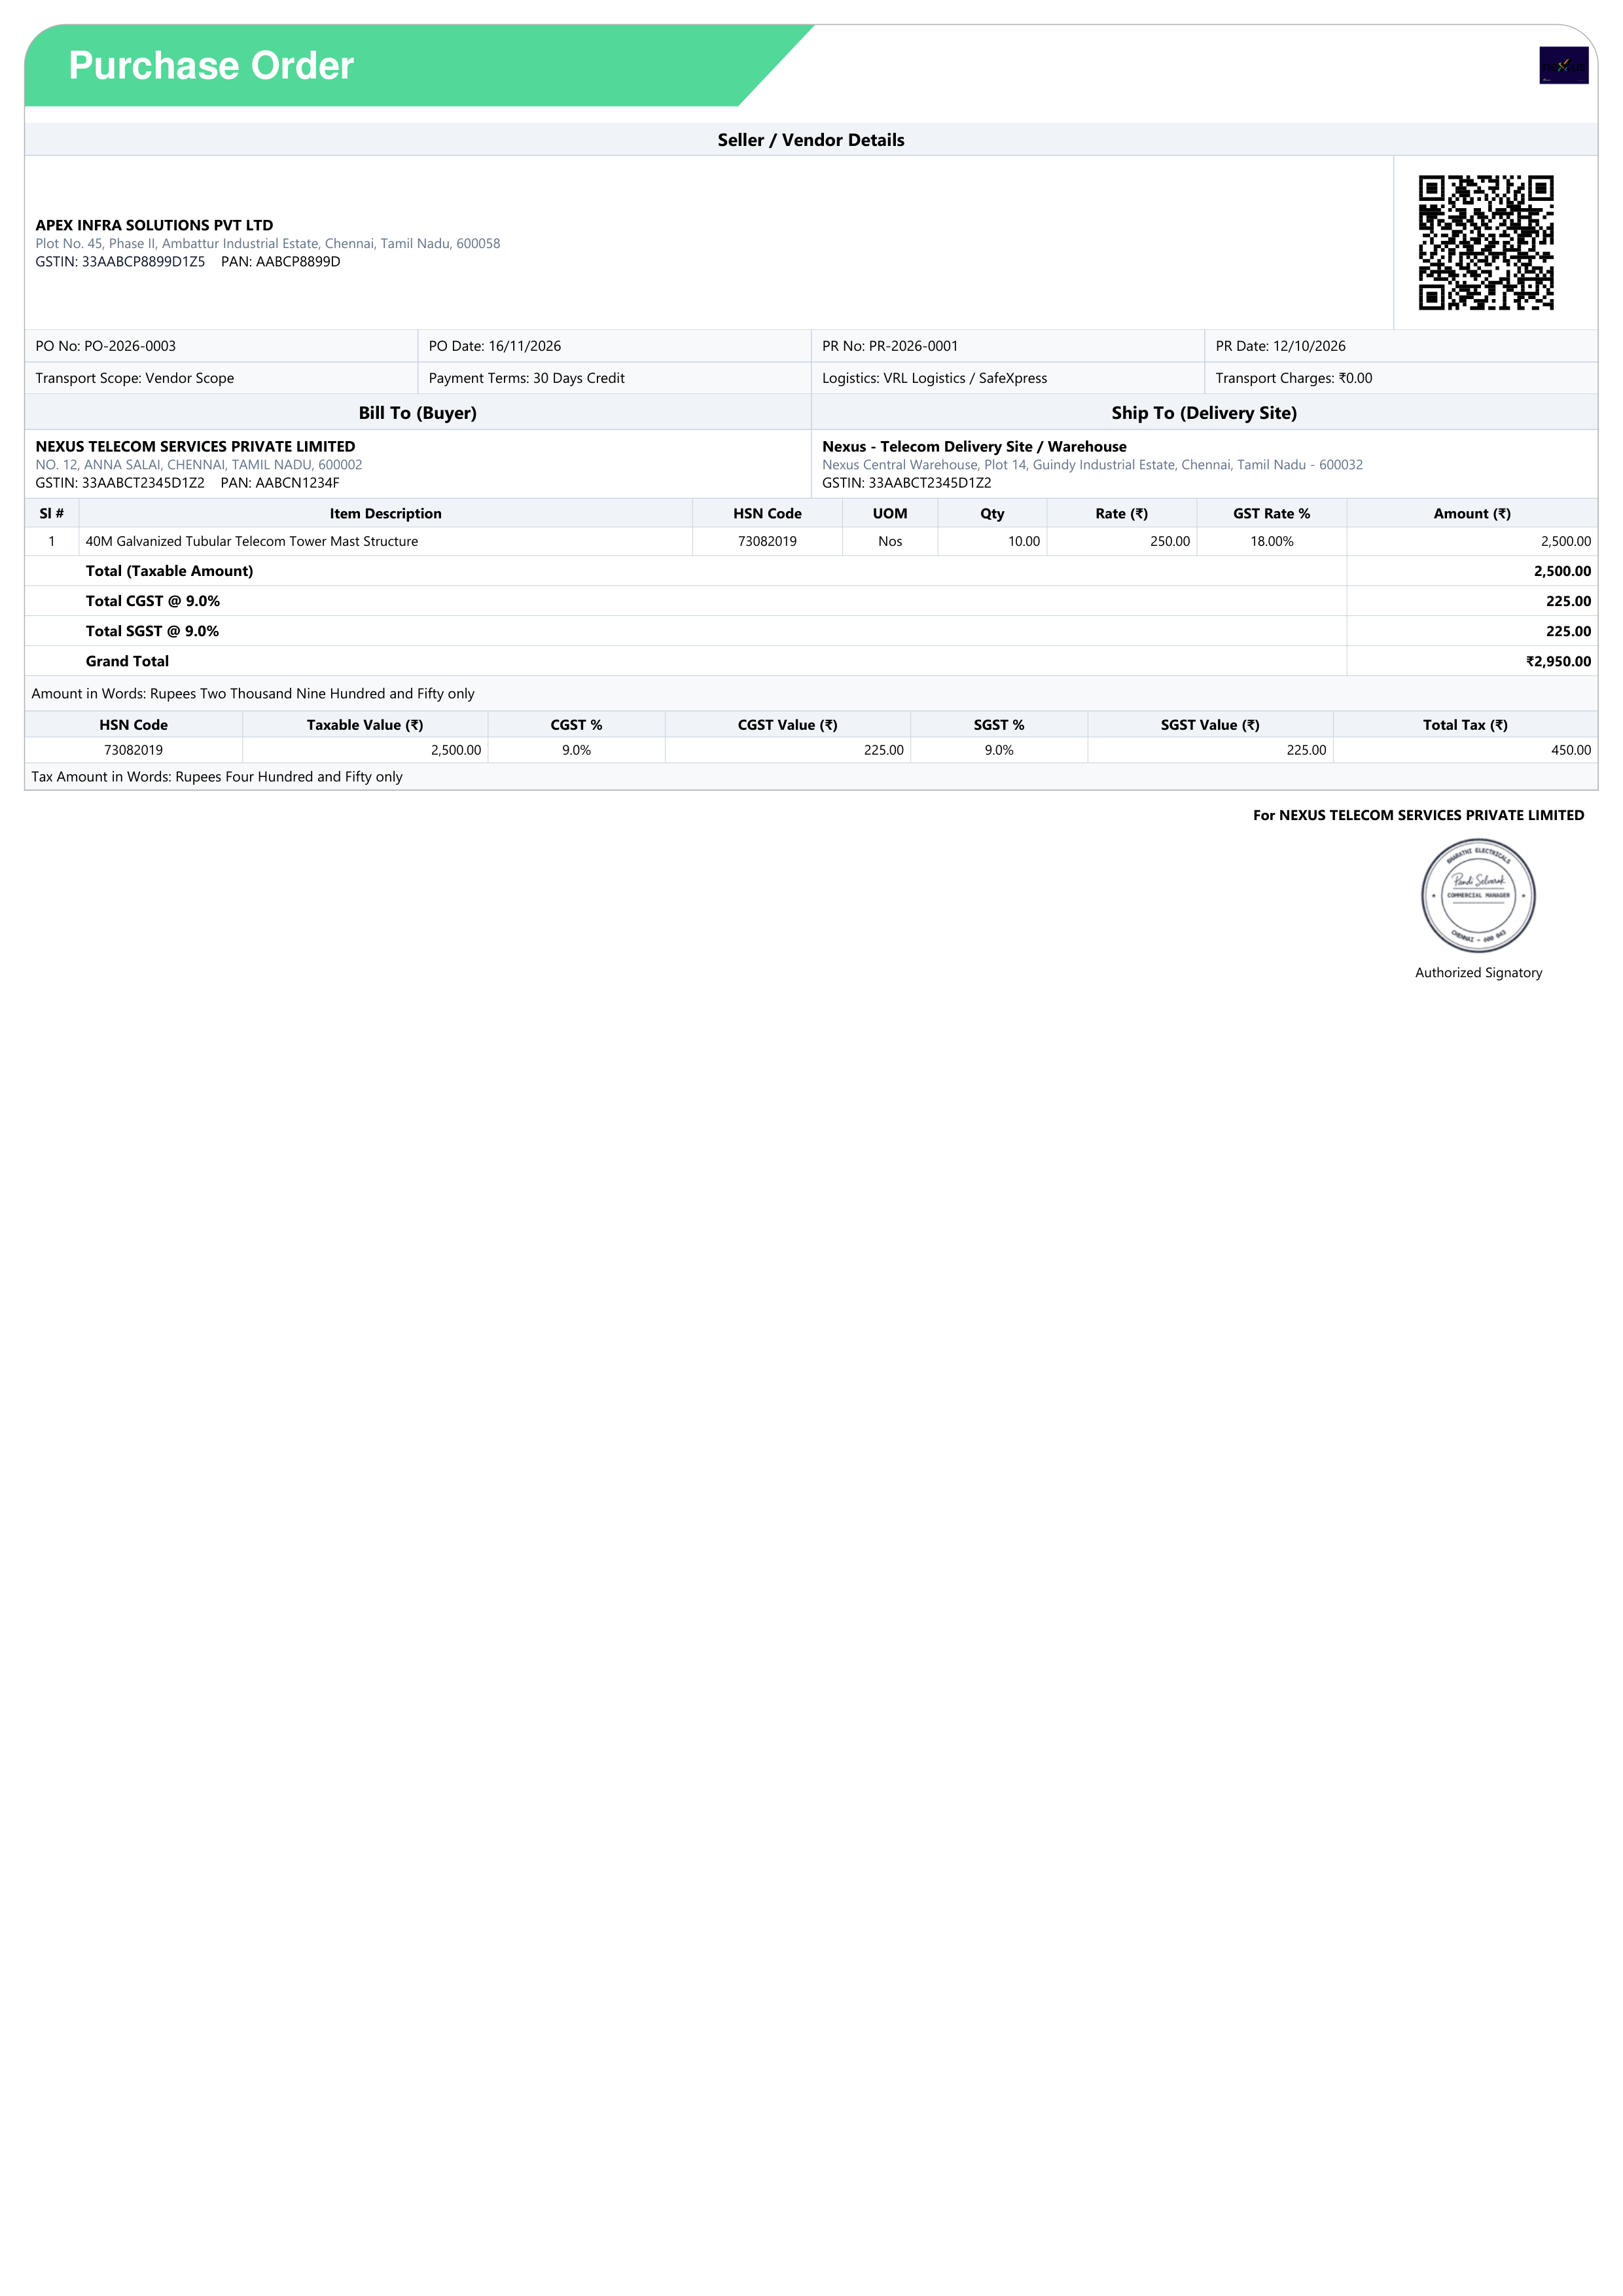 Purchase Order
Seller / Vendor Details
APEX INFRA SOLUTIONS PVT LTD
Plot No. 45, Phase II, Ambattur Industrial Estate, Chennai, Tamil Nadu, 600058
GSTIN: 33AABCP8899D1Z5 PAN: AABCP8899D
PO No: PO-2026-0003 PO Date: 16/11/2026 PR No: PR-2026-0001 PR Date: 12/10/2026
Transport Scope: Vendor Scope Payment Terms: 30 Days Credit Logistics: VRL Logistics / SafeXpress Transport Charges: ₹0.00
Bill To (Buyer) Ship To (Delivery Site)
NEXUS TELECOM SERVICES PRIVATE LIMITED Nexus - Telecom Delivery Site / Warehouse
NO. 12, ANNA SALAI, CHENNAI, TAMIL NADU, 600002 Nexus Central Warehouse, Plot 14, Guindy Industrial Estate, Chennai, Tamil Nadu - 600032
GSTIN: 33AABCT2345D1Z2 PAN: AABCN1234F GSTIN: 33AABCT2345D1Z2
Sl # Item Description HSN Code UOM Qty Rate (₹) GST Rate % Amount (₹)
1 40M Galvanized Tubular Telecom Tower Mast Structure 73082019 Nos 10.00 250.00 18.00% 2,500.00
Total (Taxable Amount) 2,500.00
Total CGST @ 9.0% 225.00
Total SGST @ 9.0% 225.00
Grand Total ₹2,950.00
Amount in Words: Rupees Two Thousand Nine Hundred and Fifty only
HSN Code Taxable Value (₹) CGST % CGST Value (₹) SGST % SGST Value (₹) Total Tax (₹)
73082019 2,500.00 9.0% 225.00 9.0% 225.00 450.00
Tax Amount in Words: Rupees Four Hundred and Fifty only
For NEXUS TELECOM SERVICES PRIVATE LIMITED
BHARATHI ELECTRICALS
Pandi Selvarak
COMMERCIAL MANAGER
CHENNAI - 600 043
Authorized Signatory